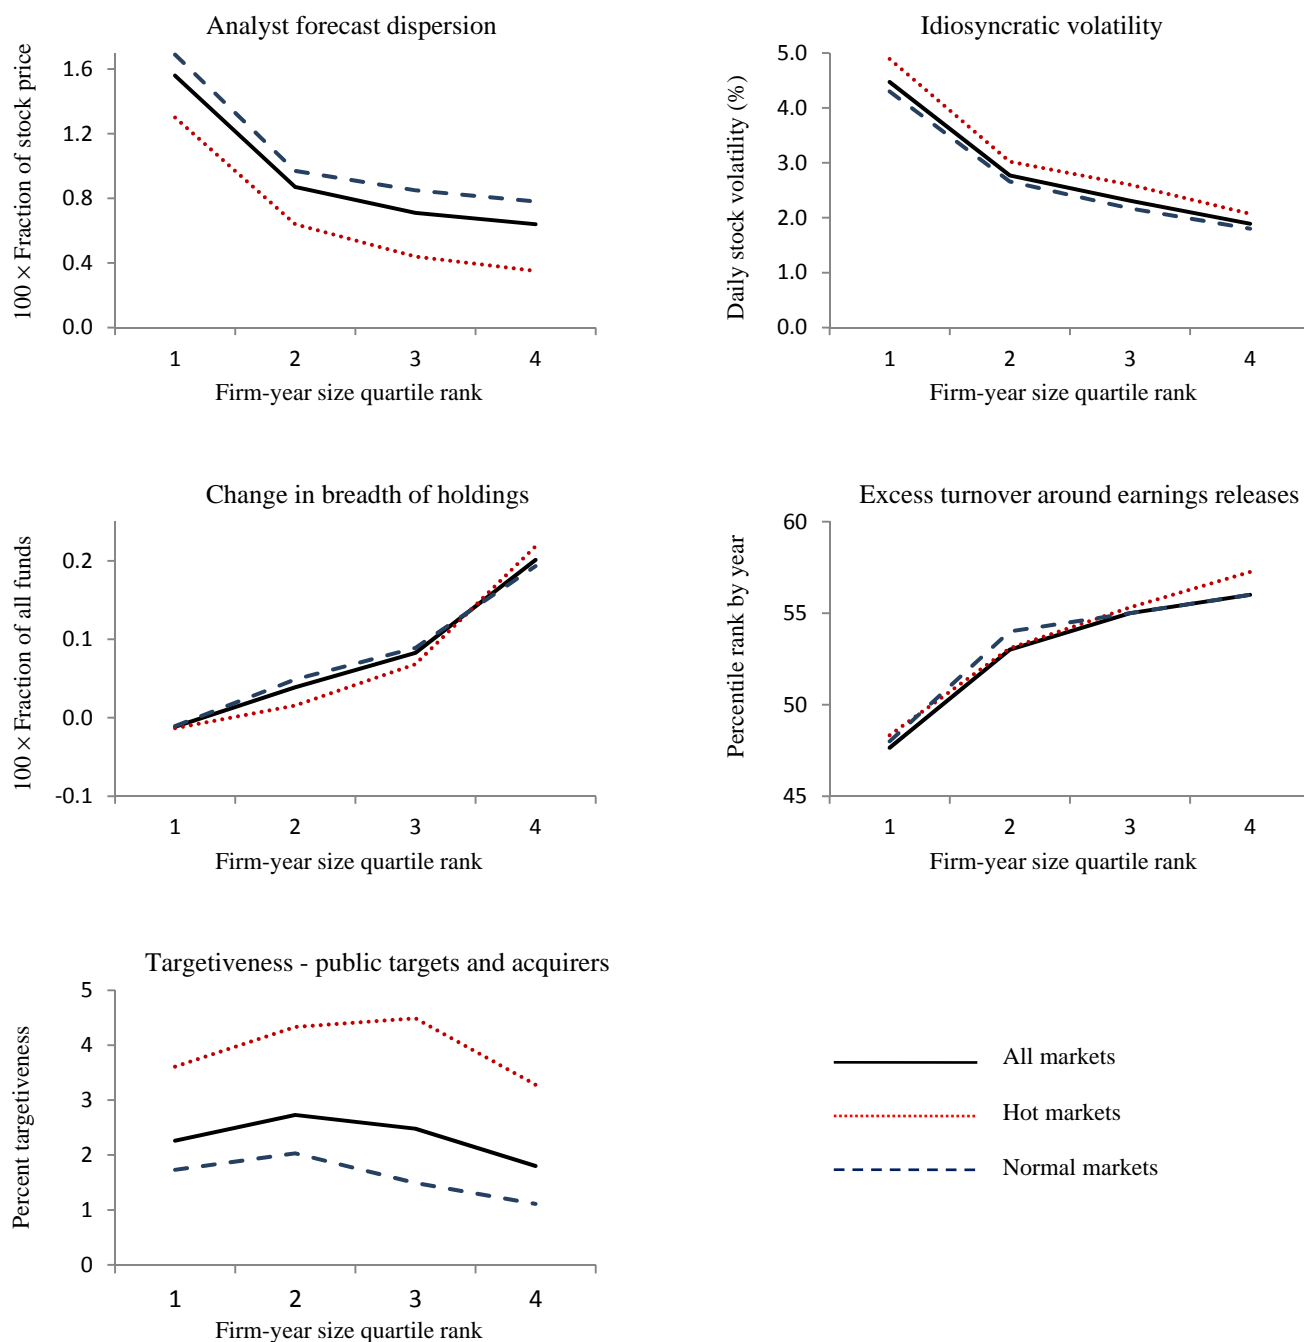 Analyst forecast dispersion
100 × Fraction of stock price
1.6
1.2
0.8
0.4
0.0
1 2 3 4
Firm-year size quartile rank
Idiosyncratic volatility
Daily stock volatility (%)
5.0
4.0
3.0
2.0
1.0
0.0
1 2 3 4
Firm-year size quartile rank
Change in breadth of holdings
100 × Fraction of all funds
0.2
0.1
0.0
-0.1
1 2 3 4
Firm-year size quartile rank
Excess turnover around earnings releases
Percentile rank by year
60
55
50
45
1 2 3 4
Firm-year size quartile rank
Targetiveness - public targets and acquirers
Percent targetiveness
5
4
3
2
1
0
1 2 3 4
Firm-year size quartile rank
All markets
Hot markets
Normal markets